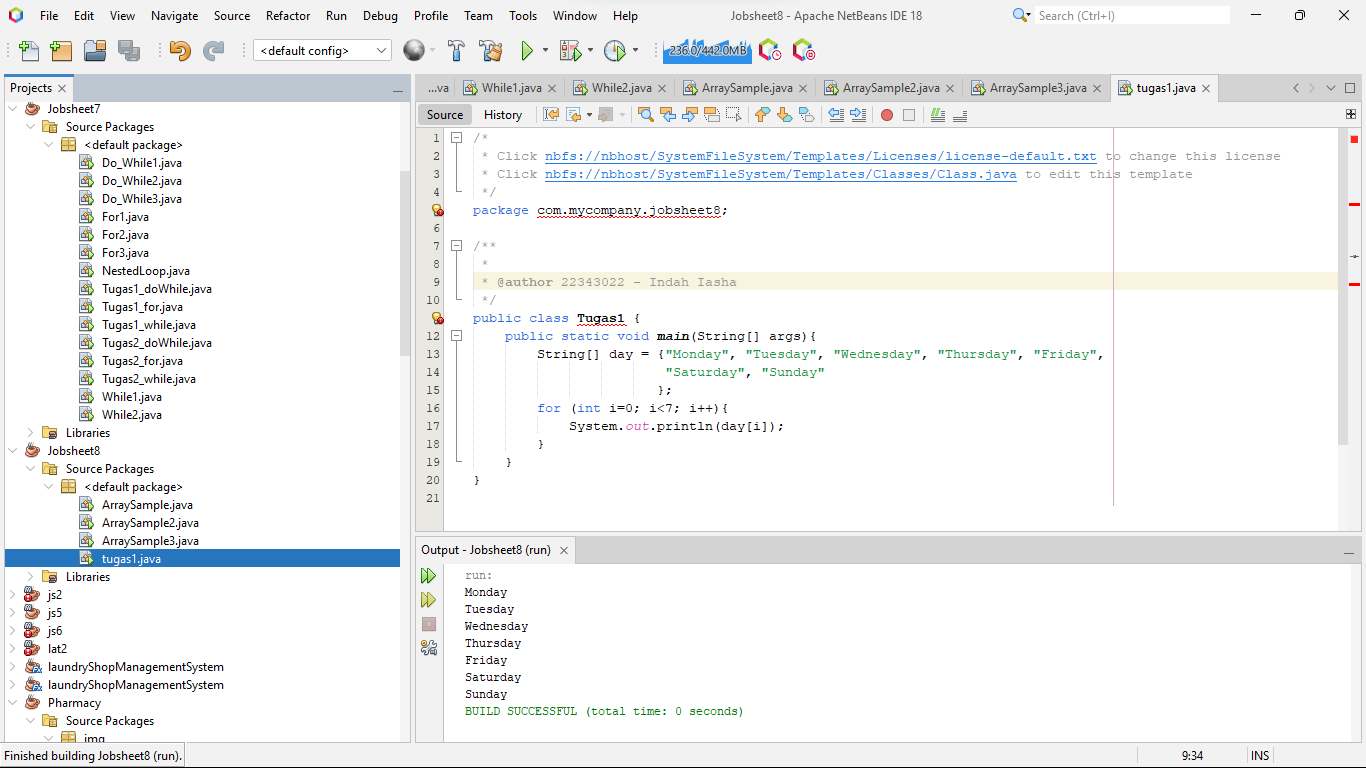 File Edit View Navigate Source Refactor Run Debug Profile Team Tools Window Help Jobsheet8 - Apache NetBeans IDE 18 Search (Ctrl+I)
<default config> 236.0/442.0MB
Projects
Jobsheet7
Source Packages
<default package>
Do_While1.java
Do_While2.java
Do_While3.java
For1.java
For2.java
For3.java
NestedLoop.java
Tugas1_doWhile.java
Tugas1_for.java
Tugas1_while.java
Tugas2_doWhile.java
Tugas2_for.java
Tugas2_while.java
While1.java
While2.java
Libraries
Jobsheet8
Source Packages
<default package>
ArraySample.java
ArraySample2.java
ArraySample3.java
tugas1.java
Libraries
js2
js5
js6
lat2
laundryShopManagementSystem
laundryShopManagementSystem
Pharmacy
Source Packages
img
...va While1.java While2.java ArraySample.java ArraySample2.java ArraySample3.java tugas1.java
Source History
1 /*
2 * Click nbfs://nbhost/SystemFileSystem/Templates/Licenses/license-default.txt to change this license
3 * Click nbfs://nbhost/SystemFileSystem/Templates/Classes/Class.java to edit this template
4 */
package com.mycompany.jobsheet8;
6
7 /**
8 *
9 * @author 22343022 - Indah Iasha
10 */
public class Tugas1 {
12 public static void main(String[] args){
13 String[] day = {"Monday", "Tuesday", "Wednesday", "Thursday", "Friday",
14 "Saturday", "Sunday"
15 };
16 for (int i=0; i<7; i++){
17 System.out.println(day[i]);
18 }
19 }
20 }
21
Output - Jobsheet8 (run)
run:
Monday
Tuesday
Wednesday
Thursday
Friday
Saturday
Sunday
BUILD SUCCESSFUL (total time: 0 seconds)
Finished building Jobsheet8 (run). 9:34 INS